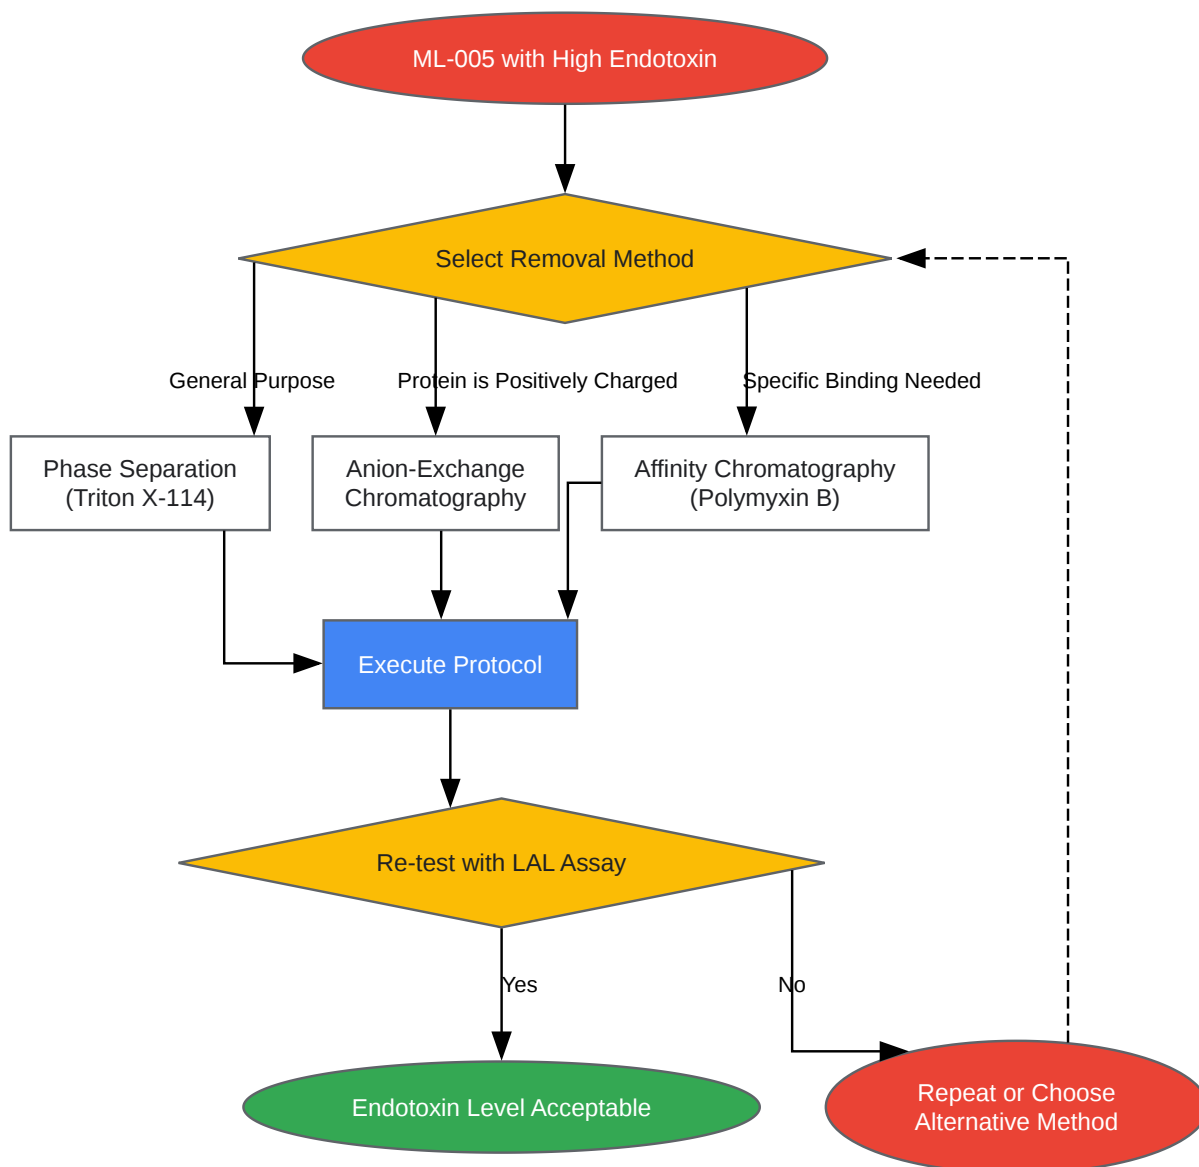 ML-005 with High Endotoxin
Select Removal Method
General Purpose
Protein is Positively Charged
Specific Binding Needed
Phase Separation
(Triton X-114)
Anion-Exchange
Chromatography
Affinity Chromatography
(Polymyxin B)
Execute Protocol
Re-test with LAL Assay
Yes
No
Endotoxin Level Acceptable
Repeat or Choose
Alternative Method